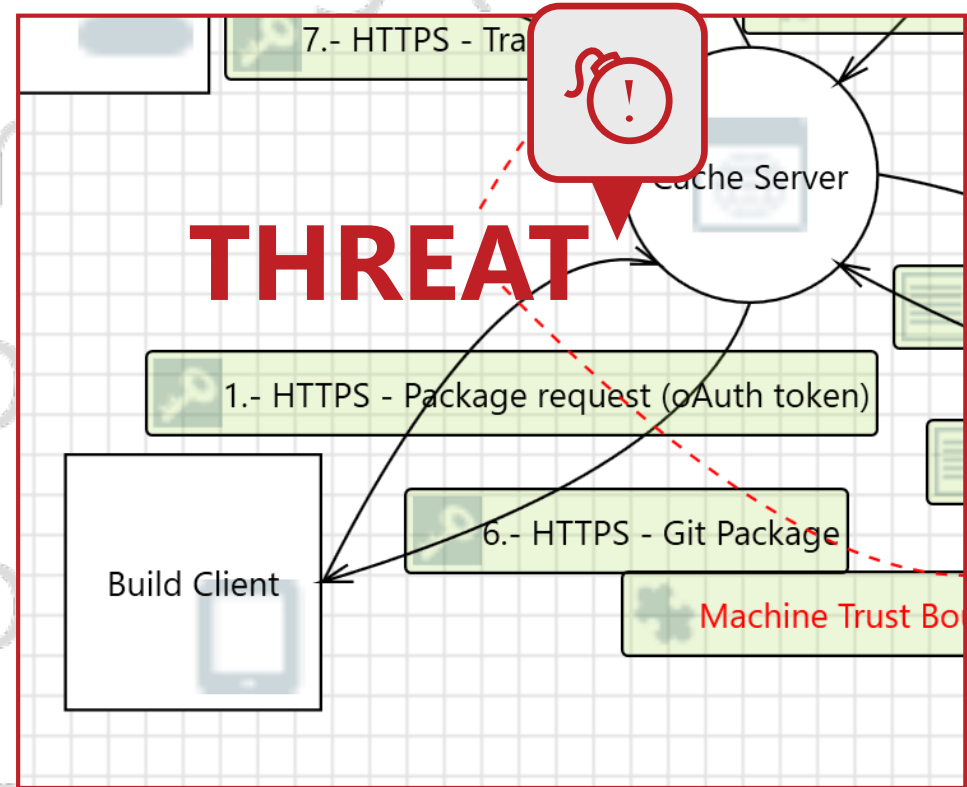 7.- HTTPS - Tra
!
Cache Server
THREAT
1.- HTTPS - Package request (oAuth token)
6.- HTTPS - Git Package
Build Client
Machine Trust Bou